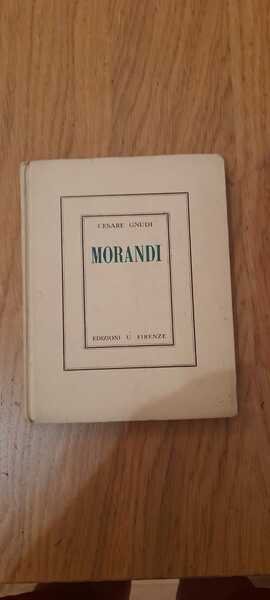 CESARE GNUDI
MORANDI
EDIZIONI U FIRENZE